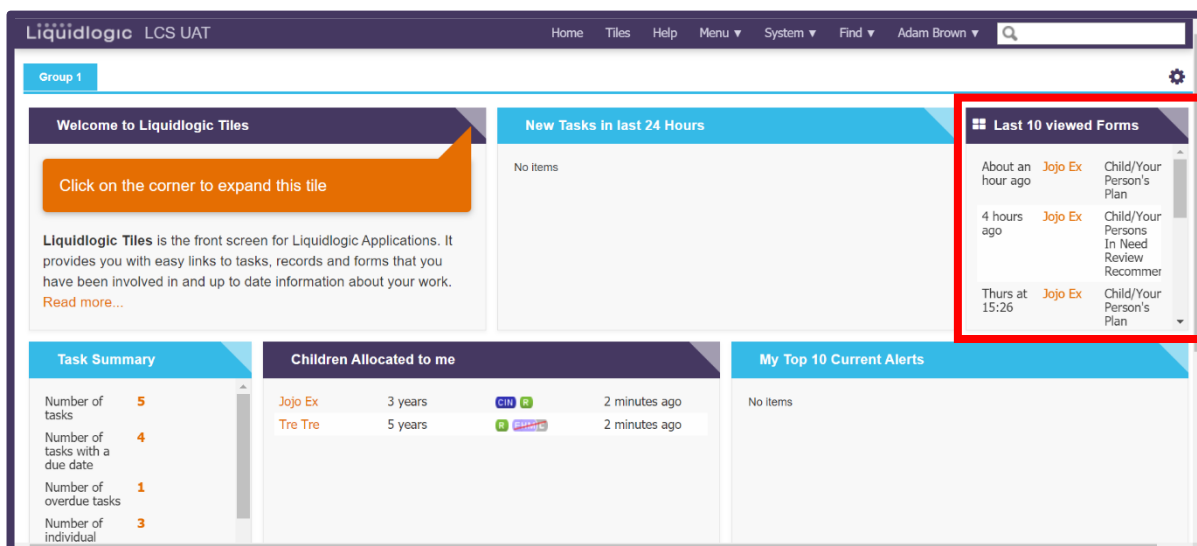 Liquidlogic LCS UAT
Home Tiles Help Menu ▼ System ▼ Find ▼ Adam Brown ▼
Group 1
Welcome to Liquidlogic Tiles
Click on the corner to expand this tile
Liquidlogic Tiles is the front screen for Liquidlogic Applications. It
provides you with easy links to tasks, records and forms that you
have been involved in and up to date information about your work.
Read more...
New Tasks in last 24 Hours
No items
Last 10 viewed Forms
About an Jojo Ex Child/Your
hour ago Person's
Plan
4 hours Jojo Ex Child/Your
ago Persons
In Need
Review
Recommer
Thurs at Jojo Ex Child/Your
15:26 Person's
Plan
Task Summary
Number of 5
tasks
Number of 4
tasks with a
due date
Number of 1
overdue tasks
Number of 3
individual
Children Allocated to me
Jojo Ex 3 years CIN R 2 minutes ago
Tre Tre 5 years R 2 minutes ago
My Top 10 Current Alerts
No items